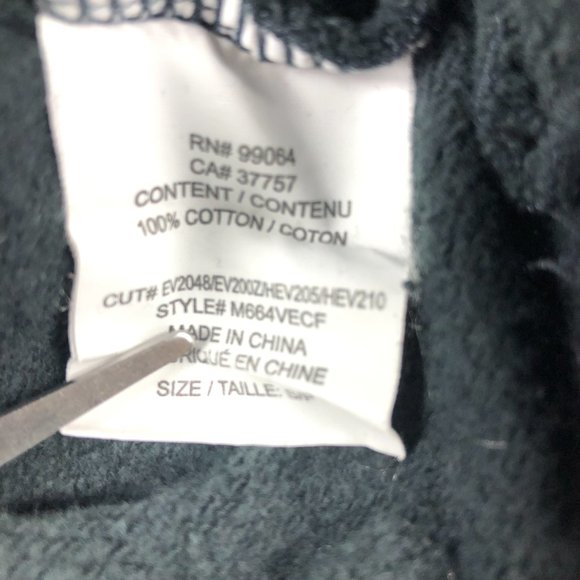 RN# 99064
CA# 37757
CONTENT / CONTENU
100% COTTON / COTON
CUT# EV2048/EV200Z/HEV205/HEV210
STYLE# M664VECF
MADE IN CHINA
EN CHINE
SIZE / TAILLE: